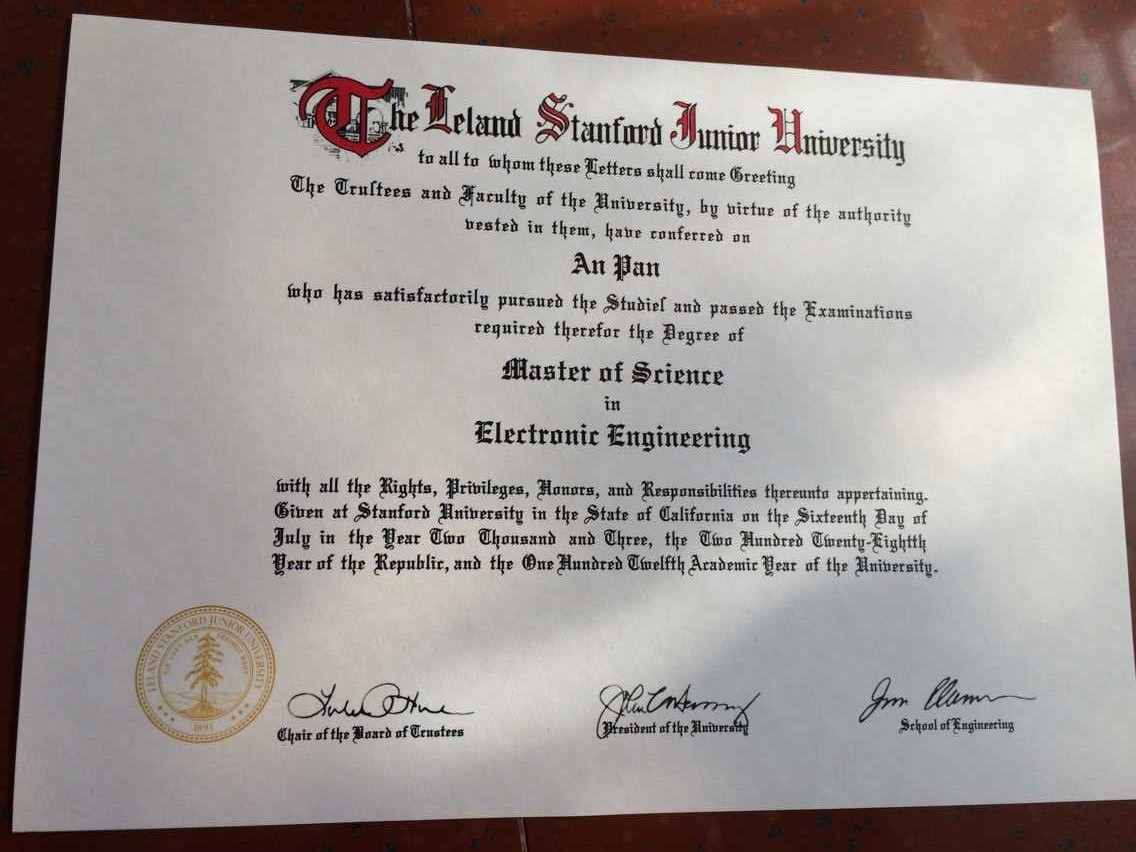 The Leland Stanford Junior University
to all to whom these Letters shall come Greeting
The Truſtees and Faculty of the University, by virtue of the authority
vested in them, have conferred on
An Pan
who has satisfactorily pursued the Studieſ and passed the Examinations
required therefor the Degree of
Master of Science
in
Electronic Engineering
with all the Rights, Privileges, Honors, and Responsibilities thereunto appertaining.
Given at Stanford University in the State of California on the Sixteenth Day of
July in the Year Two Thousand and Three, the Two Hundred Twenty-Eightth
Year of the Republic, and the One Hundred Twelfth Academic Year of the University.
LELAND STANFORD JUNIOR UNIVERSITY
1891
Chair of the Board of Trustees
President of the University
School of Engineering